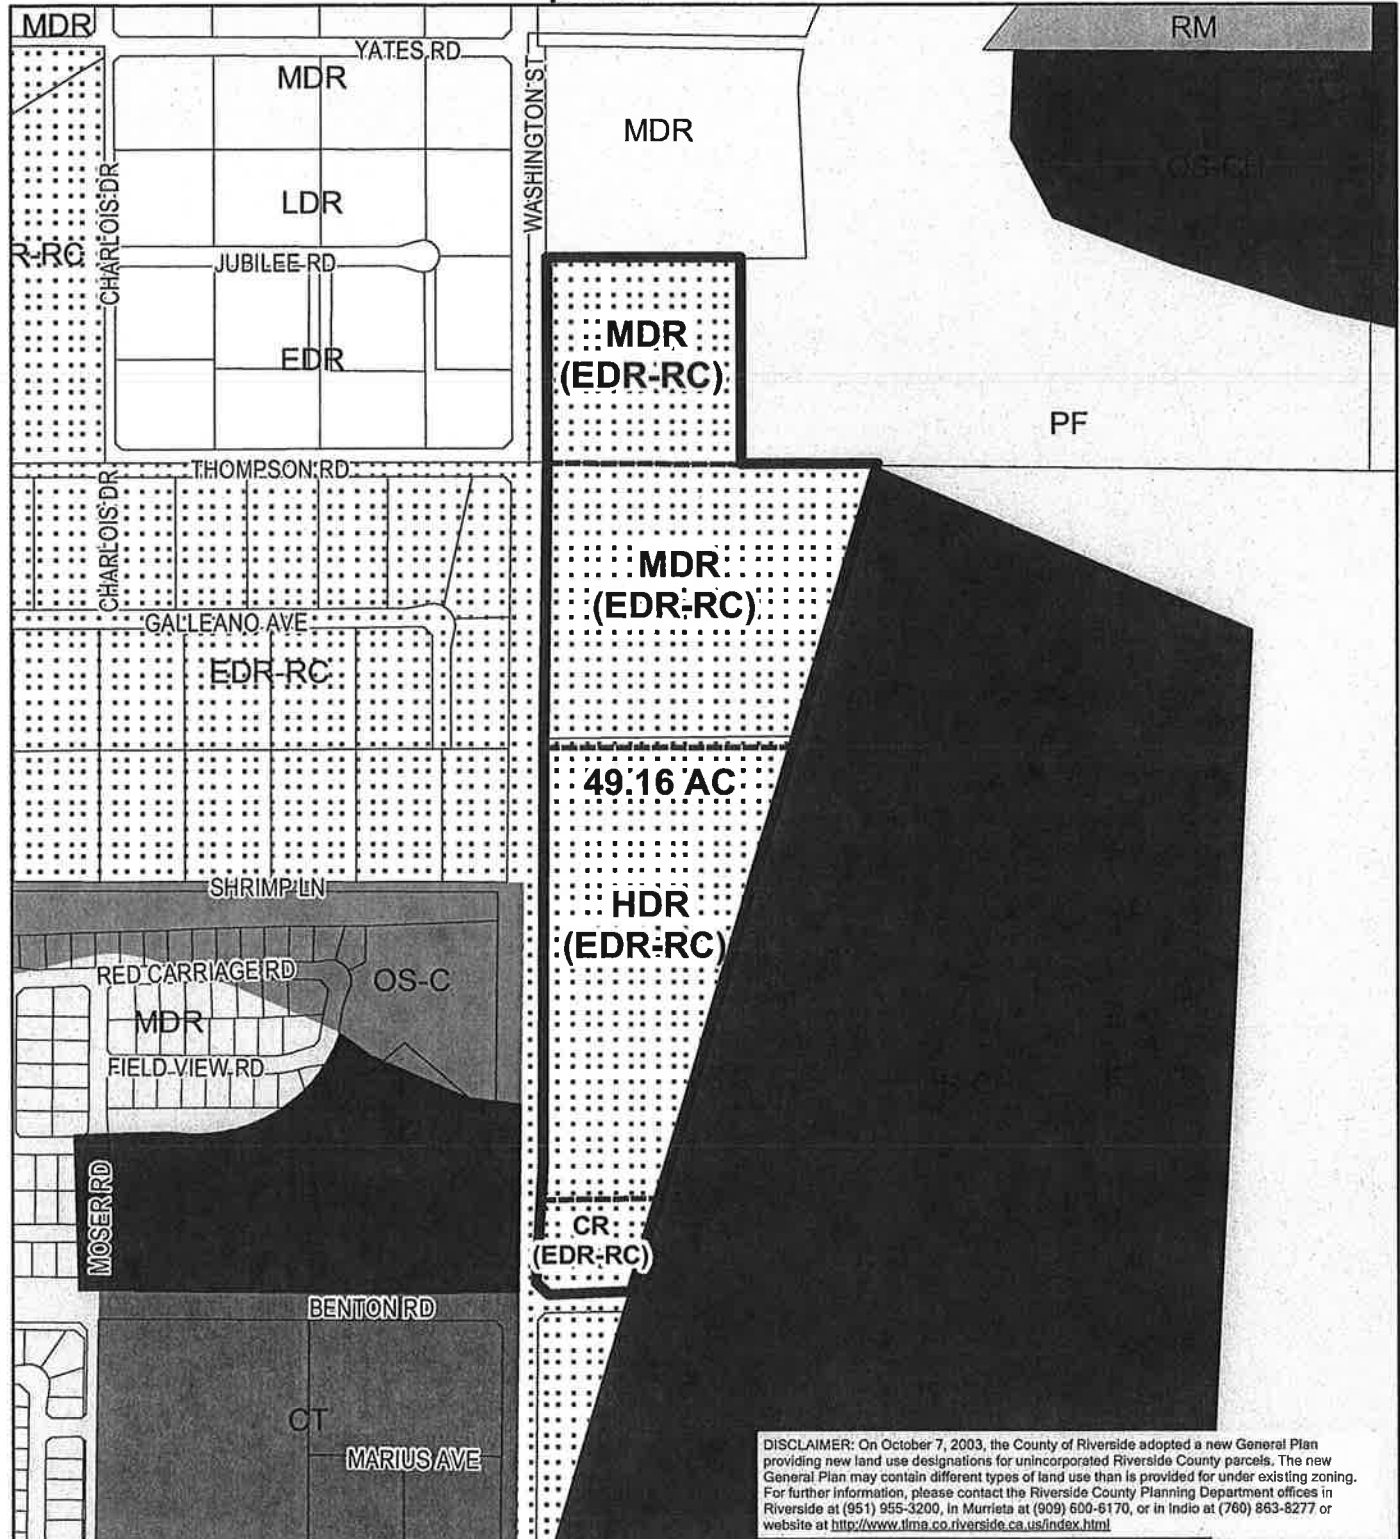 MDR
RM
YATES RD
MDR
WASHINGTON ST
MDR
OS-CH
CHARLOIS DR
LDR
R-RC
JUBILEE RD
MDR
(EDR-RC)
EDR
PF
THOMPSON RD
CHARLOIS DR
MDR
(EDR-RC)
GALLEANO AVE
EDR-RC
49.16 AC
SHRIMP LN
HDR
(EDR-RC)
RED CARRIAGE RD
OS-C
MDR
FIELD VIEW RD
MOSER RD
CR
(EDR-RC)
BENTON RD
CT
MARIUS AVE
DISCLAIMER: On October 7, 2003, the County of Riverside adopted a new General Plan
providing new land use designations for unincorporated Riverside County parcels. The new
General Plan may contain different types of land use than is provided for under existing zoning.
For further information, please contact the Riverside County Planning Department offices in
Riverside at (951) 955-3200, in Murrieta at (909) 600-6170, or in Indio at (760) 863-8277 or
website at http://www.tlma.co.riverside.ca.us/index.html